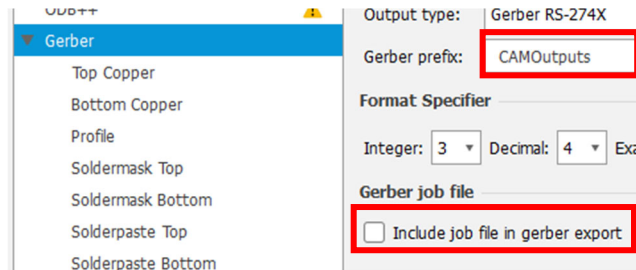 ODB++
Gerber
Top Copper
Bottom Copper
Profile
Soldermask Top
Soldermask Bottom
Solderpaste Top
Solderpaste Bottom
Output type: Gerber RS-274X
Gerber prefix: CAMOutputs
Format Specifier
Integer: 3 Decimal: 4 Exa
Gerber job file
Include job file in gerber export